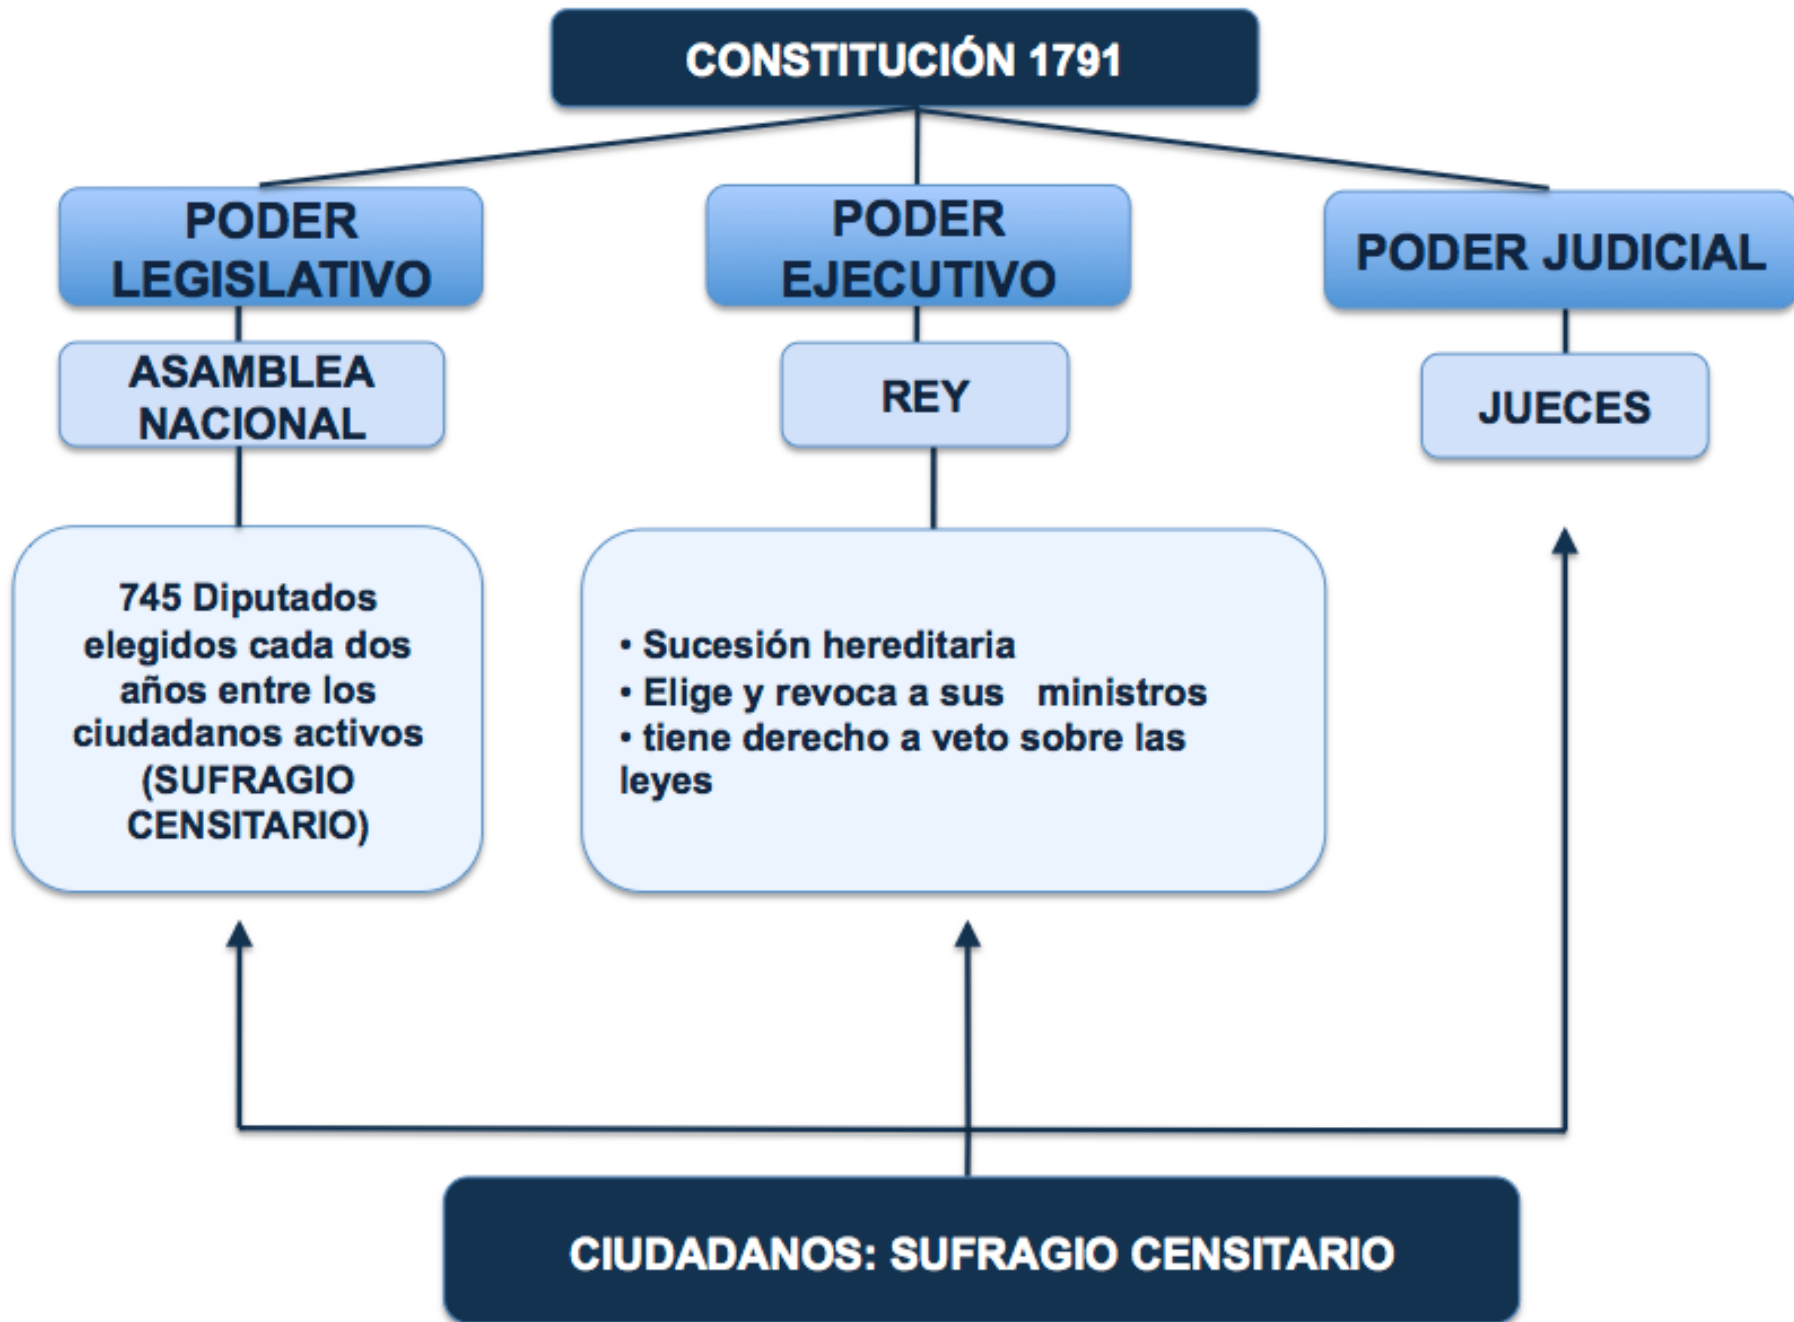 CONSTITUCIÓN 1791
PODER
LEGISLATIVO
PODER
EJECUTIVO
PODER JUDICIAL
ASAMBLEA
NACIONAL
REY
JUECES
745 Diputados
elegidos cada dos
años entre los
ciudadanos activos
(SUFRAGIO
CENSITARIO)
• Sucesión hereditaria
• Elige y revoca a sus ministros
• tiene derecho a veto sobre las
leyes
CIUDADANOS: SUFRAGIO CENSITARIO